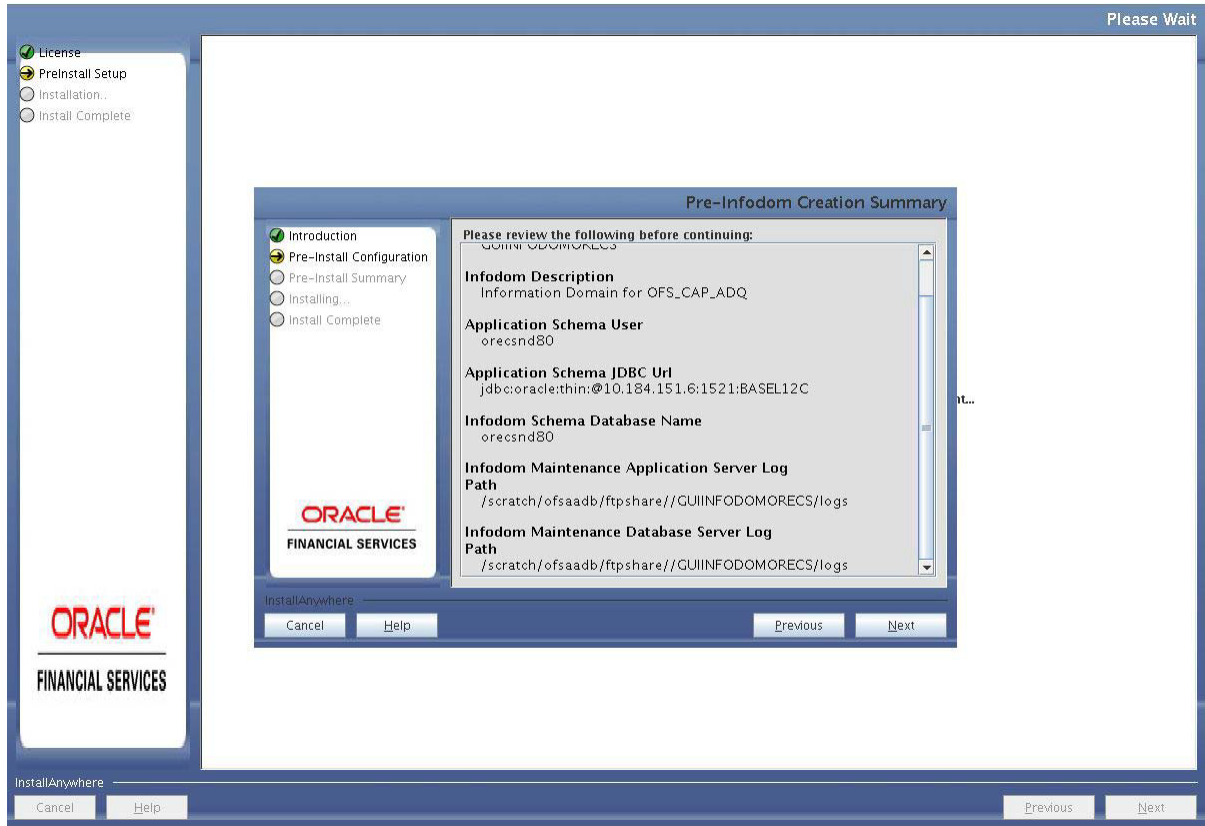 Please Wait
License
PreInstall Setup
Installation..
Install Complete
Pre-Infodom Creation Summary
Introduction
Pre-Install Configuration
Pre-Install Summary
Installing...
Install Complete
Please review the following before continuing:
GUIINFODOMORECS
Infodom Description
Information Domain for OFS_CAP_ADQ
Application Schema User
orecsnd80
Application Schema JDBC Url
jdbc:oracle:thin:@10.184.151.6:1521:BASEL12C
Infodom Schema Database Name
orecsnd80
Infodom Maintenance Application Server Log
Path
/scratch/ofsaadb/ftpshare//GUIINFODOMORECS/logs
Infodom Maintenance Database Server Log
Path
/scratch/ofsaadb/ftpshare//GUIINFODOMORECS/logs
ORACLE'
FINANCIAL SERVICES
InstallAnywhere
Cancel
Help
Previous
Next
ORACLE'
FINANCIAL SERVICES
InstallAnywhere
Cancel
Help
Previous
Next